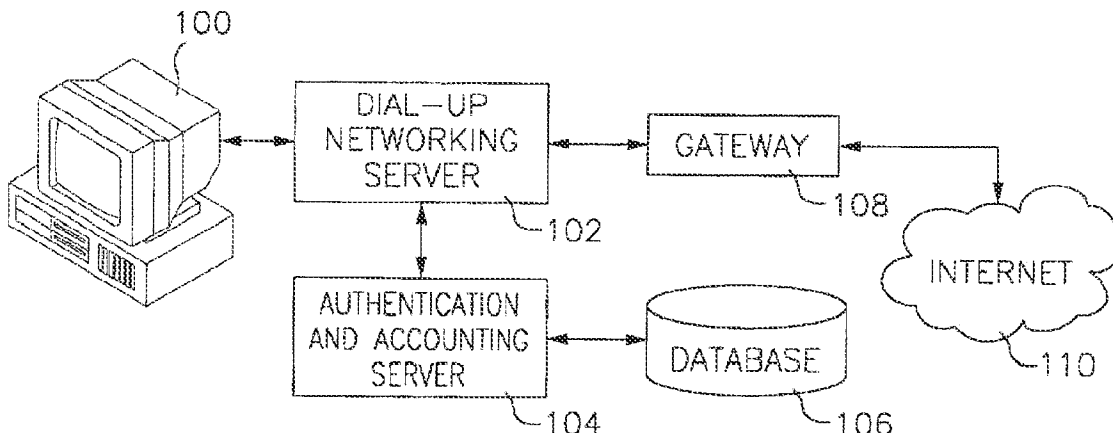 100
DIAL-UP
NETWORKING
SERVER
102
GATEWAY
108
INTERNET
110
AUTHENTICATION
AND ACCOUNTING
SERVER
104
DATABASE
106